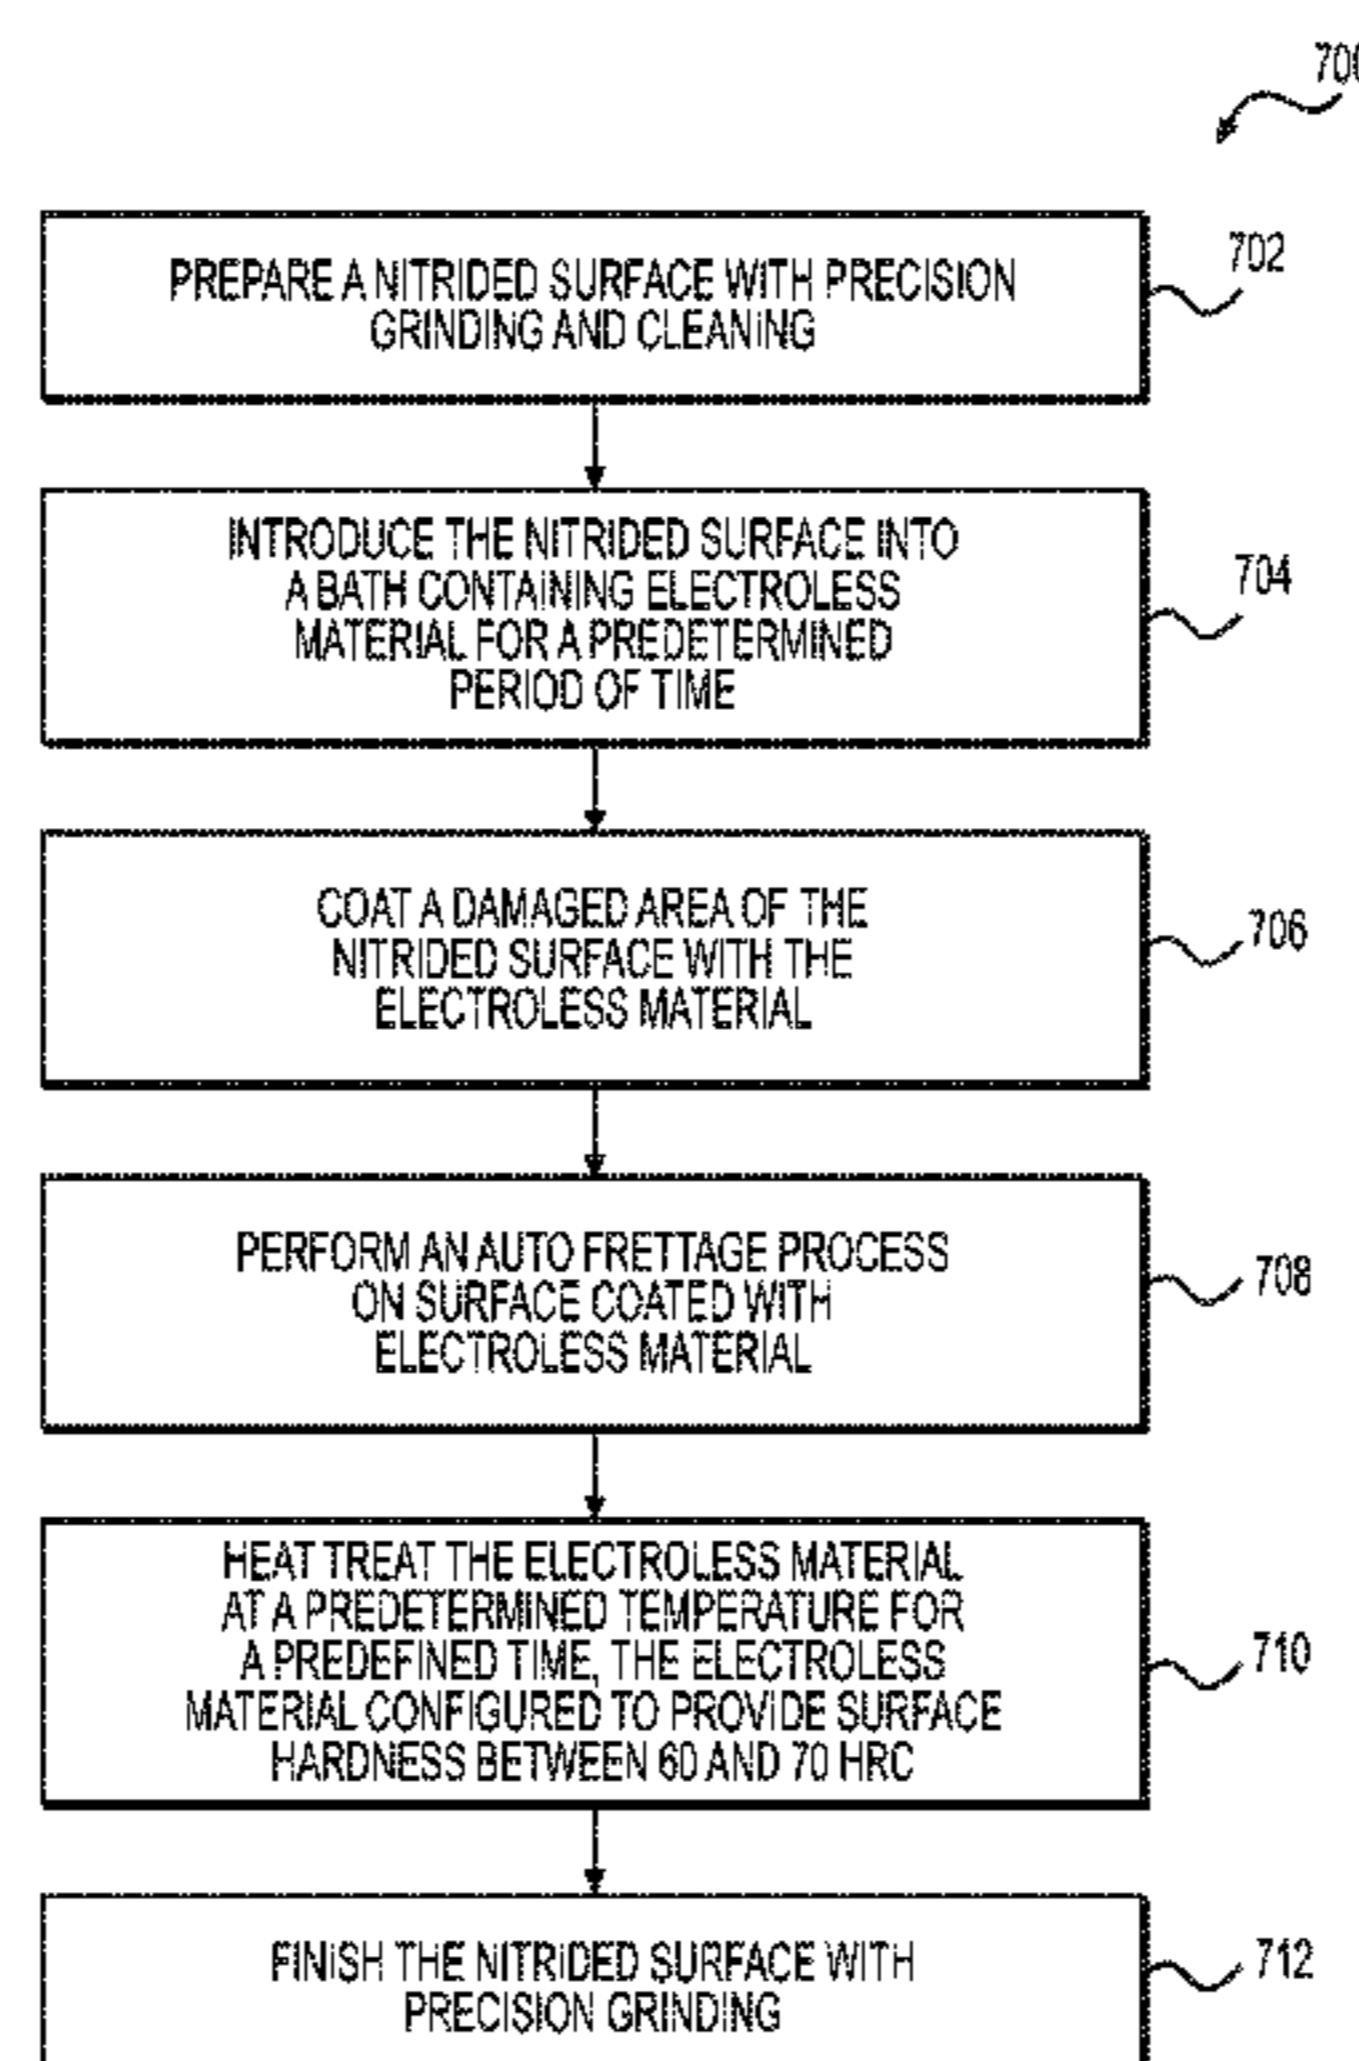 700
PREPARE A NITRIDED SURFACE WITH PRECISION
GRINDING AND CLEANING
702
INTRODUCE THE NITRIDED SURFACE INTO
A BATH CONTAINING ELECTROLESS
MATERIAL FOR A PREDETERMINED
PERIOD OF TIME
704
COAT A DAMAGED AREA OF THE
NITRIDED SURFACE WITH THE
ELECTROLESS MATERIAL
706
PERFORM AN AUTO FRETTAGE PROCESS
ON SURFACE COATED WITH
ELECTROLESS MATERIAL
708
HEAT TREAT THE ELECTROLESS MATERIAL
AT A PREDETERMINED TEMPERATURE FOR
A PREDEFINED TIME, THE ELECTROLESS
MATERIAL CONFIGURED TO PROVIDE SURFACE
HARDNESS BETWEEN 60 AND 70 HRC
710
FINISH THE NITRIDED SURFACE WITH
PRECISION GRINDING
712